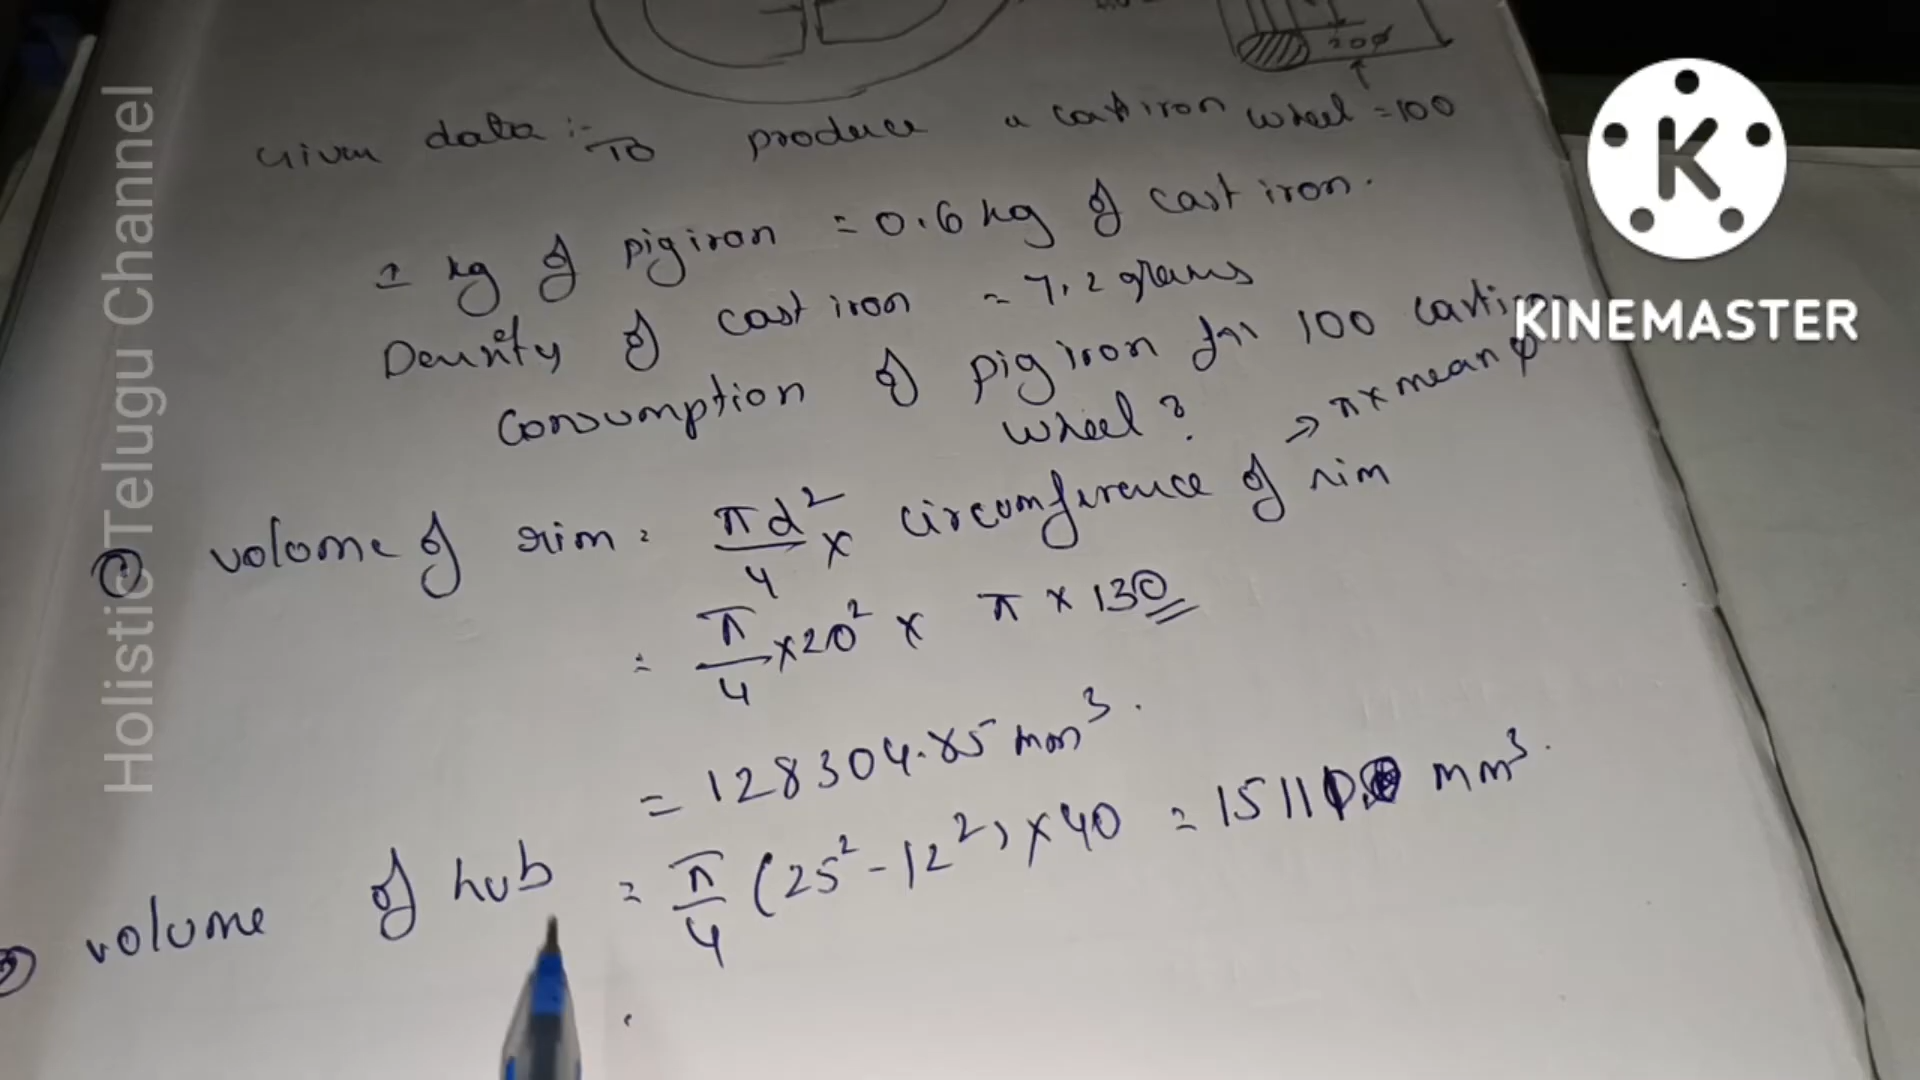 20φ
Given data :- To produce a cast iron wheel = 100
1 kg of pig iron = 0.6 kg of cast iron.
Density of cast iron = 7.2 grams
Consumption of pig iron for 100 cast iron
wheel?
→ π × mean φ
① volume of rim = πd²/4 × circumference of rim
= π/4 × 20² × π × 130
= 128304.85 mm³.
② volume of hub = π/4 (25² - 12²) × 40 = 15110 mm³.
Holistic Telugu Channel
K
KINEMASTER